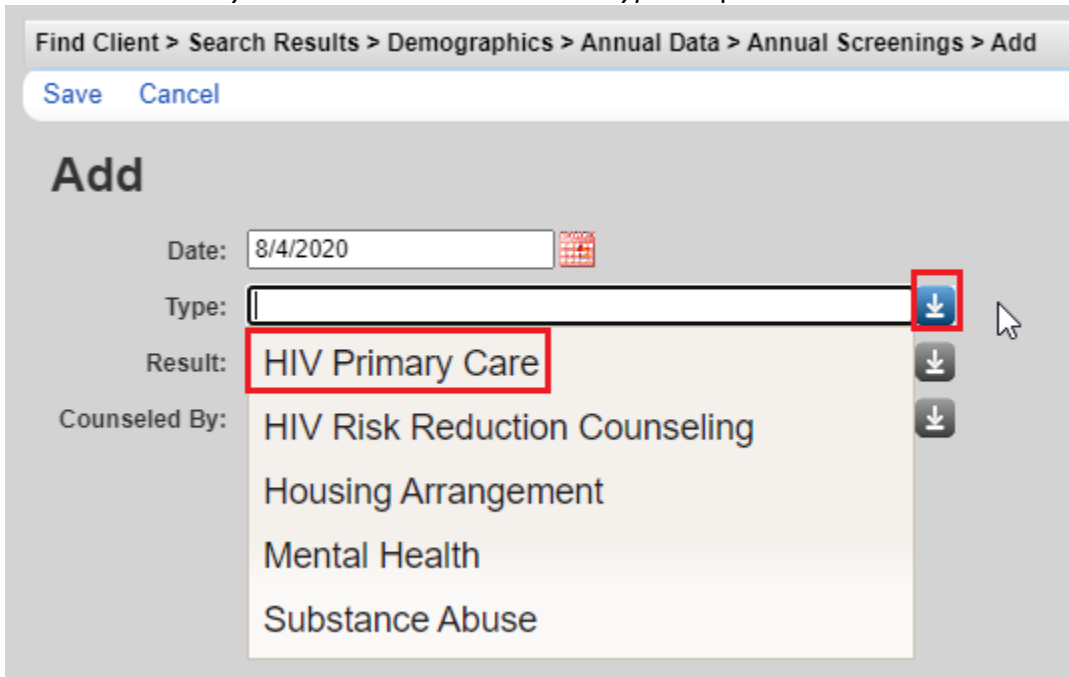 Find Client > Search Results > Demographics > Annual Data > Annual Screenings > Add
Save Cancel
Add
Date: 8/4/2020
Type:
Result:
HIV Primary Care
Counseled By:
HIV Risk Reduction Counseling
Housing Arrangement
Mental Health
Substance Abuse